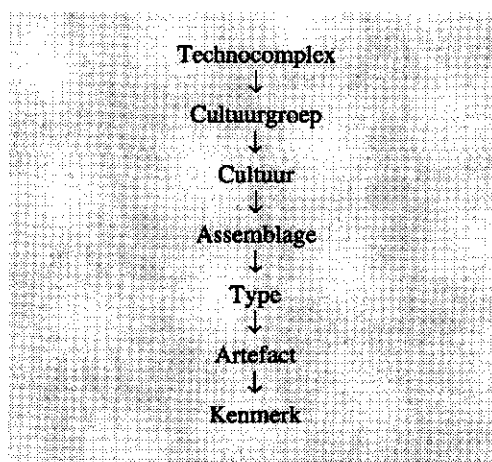 Technocomplex
↓
Cultuurgroep
↓
Cultuur
↓
Assemblage
↓
Type
↓
Artefact
↓
Kenmerk